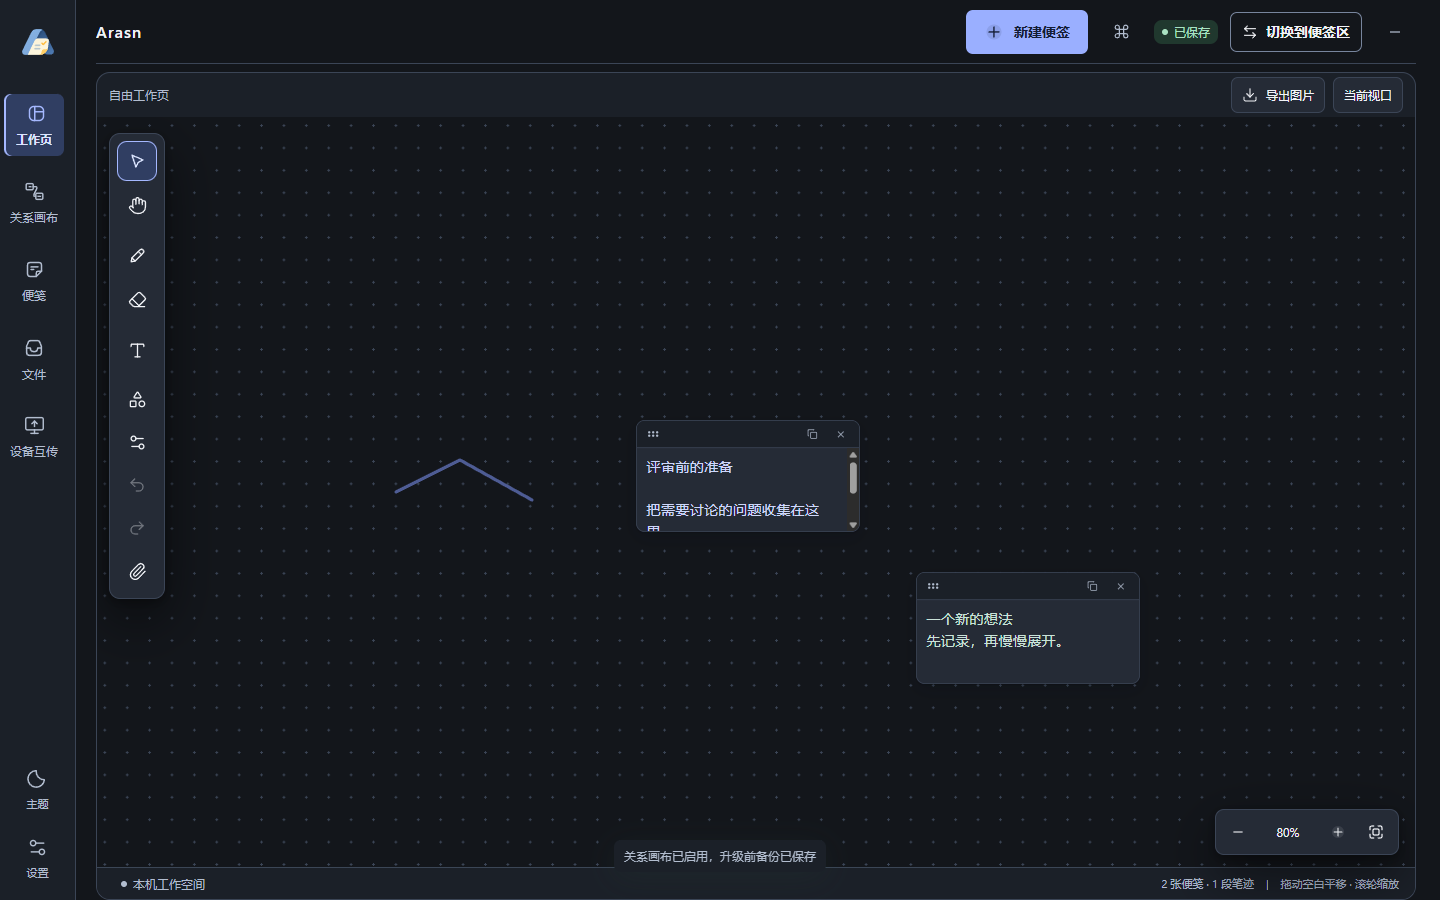 Arasn
新建便签
已保存
切换到便签区
工作页
关系画布
便笺
文件
设备互传
主题
设置
自由工作页
导出图片
当前视口
评审前的准备
把需要讨论的问题收集在这
里
一个新的想法
先记录，再慢慢展开。
80%
关系画布已启用，升级前备份已保存
本机工作空间
2 张便笺 · 1 段笔迹 | 拖动空白平移 · 滚轮缩放